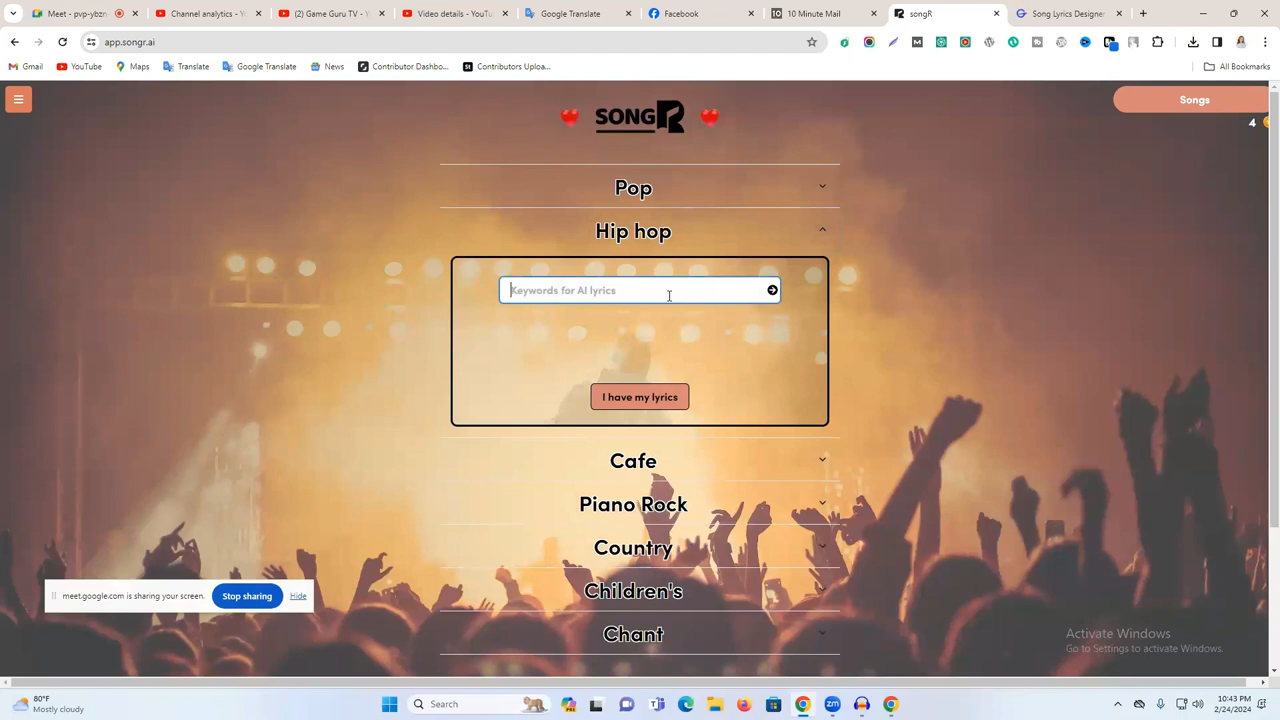 Meet - pvp-ybzn-
Channel analytics - Yo
(2) Game Guru TV - Y
Video details - YouTu
Facebook
10 Minute Mail
songR
Song Lyrics Designer
app.songr.ai
Gmail
YouTube
Maps
Translate
Google Translate
News
Contributor Dashbo...
Contributors Uploa...
All Bookmarks
Songs
SONGR
4
Pop
Hip hop
Keywords for AI lyrics
I have my lyrics
Cafe
Piano Rock
Country
Children's
Chant
meet.google.com is sharing your screen.
Stop sharing
Hide
Activate Windows
Go to Settings to activate Windows.
80°F
Mostly cloudy
Search
10:43 PM
2/24/2024